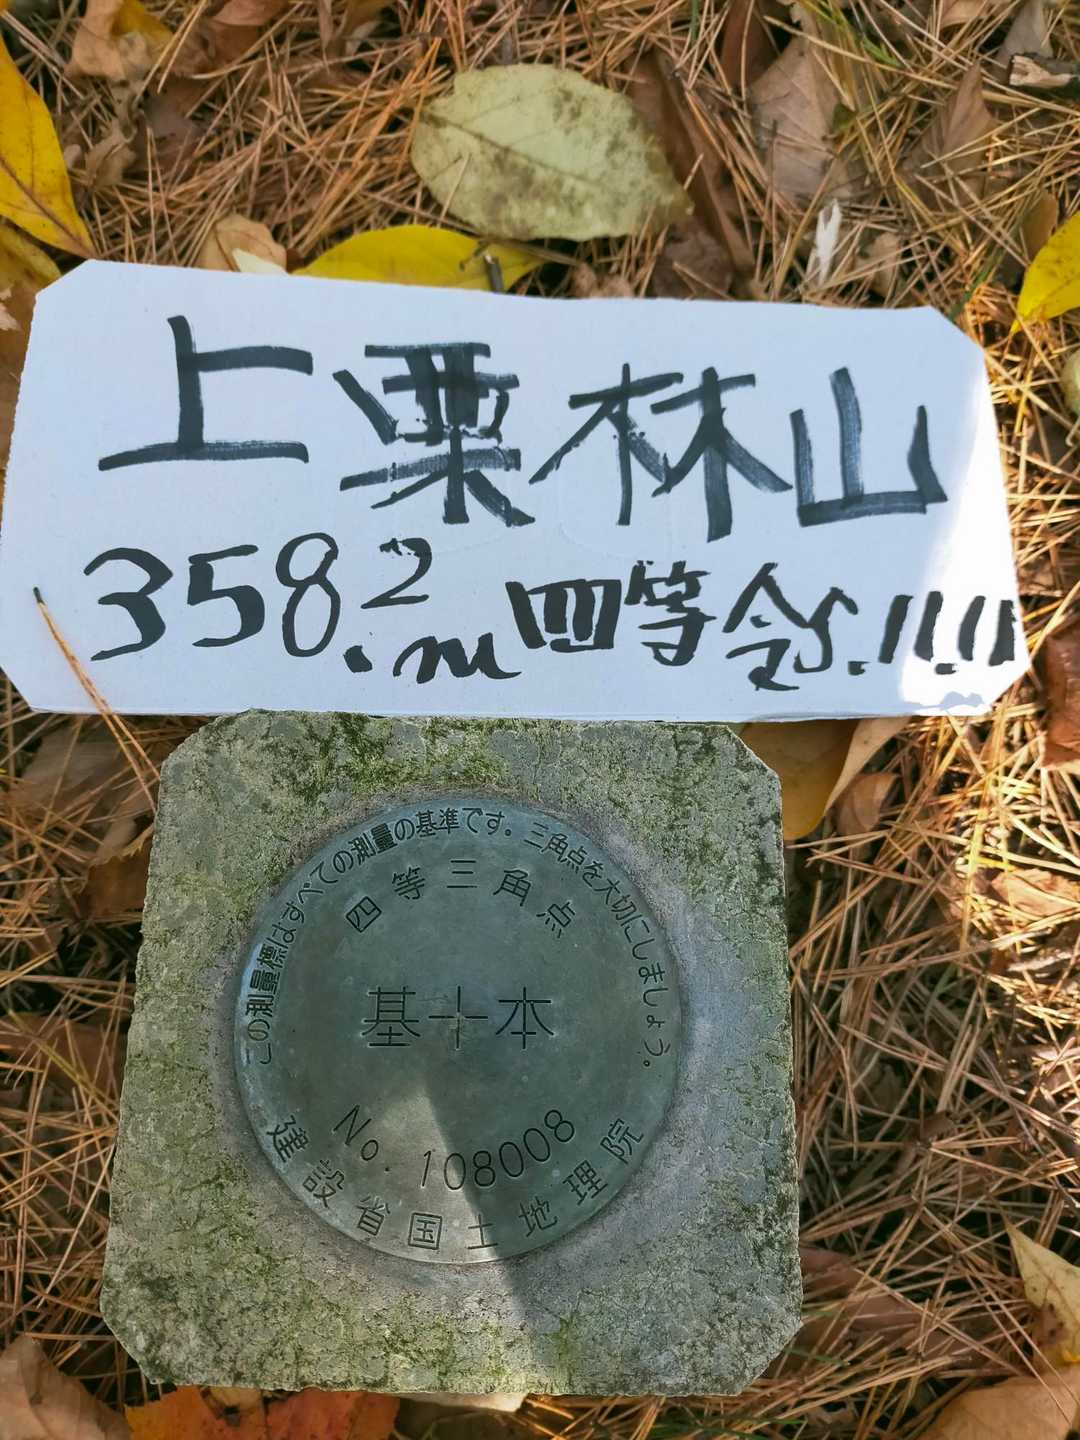 上栗林山
358.2m 四等 令5.11.11
この測量標はすべての測量の基準です。三角点を大切にしましょう。
四等三角点
基十本
No. 108008
建設省国土地理院